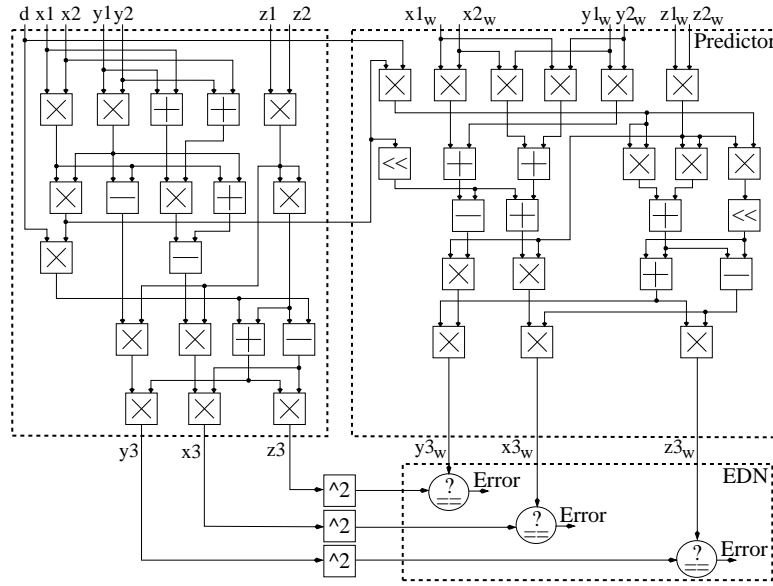 d x1 x2 y1 y2 z1 z2 x1w x2w y1w y2w z1w z2w
Predictor
<<
<<
y3 x3 z3 y3w x3w z3w
EDN
^2 ? == Error
^2 ? == Error
^2 ? == Error